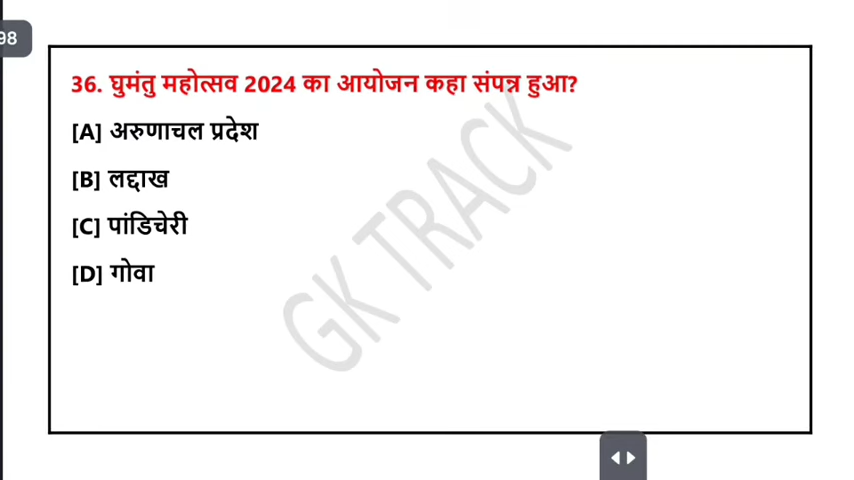 98
36. घुमंतु महोत्सव 2024 का आयोजन कहा संपन्न हुआ?
[A] अरुणाचल प्रदेश
[B] लद्दाख
[C] पांडिचेरी
[D] गोवा
GK TRACK